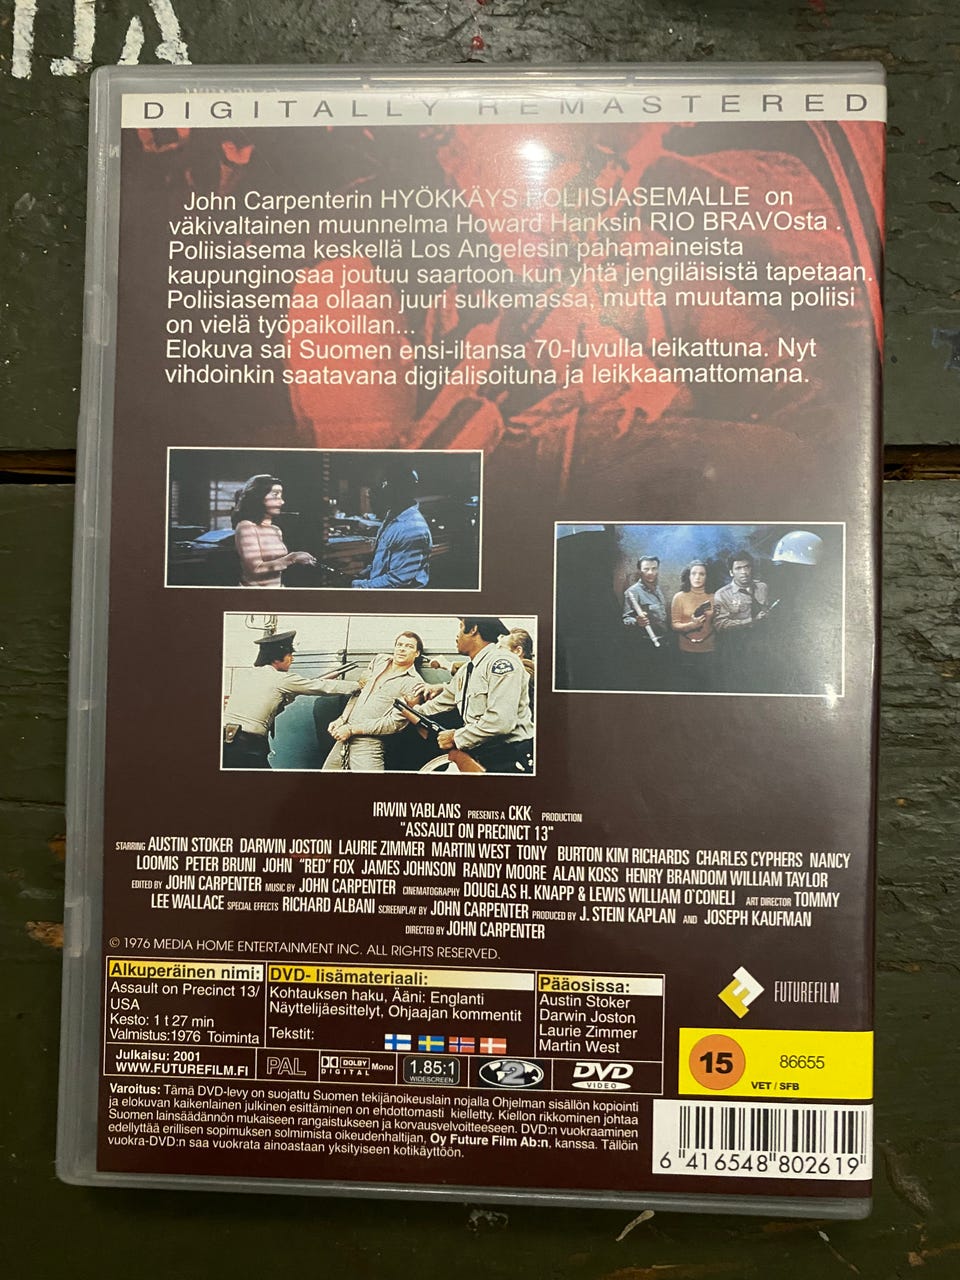 DIGITALLY REMASTERED
John Carpenterin HYÖKKÄYS POLIISIASEMALLE on
väkivaltainen muunnelma Howard Hanksin RIO BRAVOsta .
Poliisiasema keskellä Los Angelesin pahamaineista
kaupunginosaa joutuu saartoon kun yhtä jengiläisistä tapetaan.
Poliisiasemaa ollaan juuri sulkemassa, mutta muutama poliisi
on vielä työpaikoillan...
Elokuva sai Suomen ensi-iltansa 70-luvulla leikattuna. Nyt
vihdoinkin saatavana digitalisoituna ja leikkaamattomana.
IRWIN YABLANS PRESENTS A CKK PRODUCTION
"ASSAULT ON PRECINCT 13"
STARRING AUSTIN STOKER DARWIN JOSTON LAURIE ZIMMER MARTIN WEST TONY BURTON KIM RICHARDS CHARLES CYPHERS NANCY
LOOMIS PETER BRUNI JOHN "RED" FOX JAMES JOHNSON RANDY MOORE ALAN KOSS HENRY BRANDOM WILLIAM TAYLOR
EDITED BY JOHN CARPENTER MUSIC BY JOHN CARPENTER CINEMATOGRAPHY DOUGLAS H. KNAPP & LEWIS WILLIAM O'CONELI ART DIRECTOR TOMMY
LEE WALLACE SPECIAL EFFECTS RICHARD ALBANI SCREENPLAY BY JOHN CARPENTER PRODUCED BY J. STEIN KAPLAN AND JOSEPH KAUFMAN
DIRECTED BY JOHN CARPENTER
© 1976 MEDIA HOME ENTERTAINMENT INC. ALL RIGHTS RESERVED.
Alkuperäinen nimi:
Assault on Precinct 13/
USA
Kesto: 1 t 27 min
Valmistus:1976 Toiminta
DVD- lisämateriaali:
Kohtauksen haku, Ääni: Englanti
Näyttelijäesittelyt, Ohjaajan kommentit
Tekstit:
Pääosissa:
Austin Stoker
Darwin Joston
Laurie Zimmer
Martin West
FUTUREFILM
Julkaisu: 2001
WWW.FUTUREFILM.FI
PAL
DOLBY
DIGITAL
Mono
1.85:1
WIDESCREEN
2
DVD
VIDEO
15
86655
VET / SFB
Varoitus: Tämä DVD-levy on suojattu Suomen tekijänoikeuslain nojalla Ohjelman sisällön kopiointi
ja elokuvan kaikenlainen julkinen esittäminen on ehdottomasti kielletty. Kiellon rikkominen johtaa
Suomen lainsäädännön mukaiseen rangaistukseen ja korvausvelvoitteeseen. DVD:n vuokraaminen
edellyttää erillisen sopimuksen solmimista oikeudenhaltijan, Oy Future Film Ab:n, kanssa. Tällöin
vuokra-DVD:n saa vuokrata ainoastaan yksityiseen kotikäyttöön.
6 416548 802619